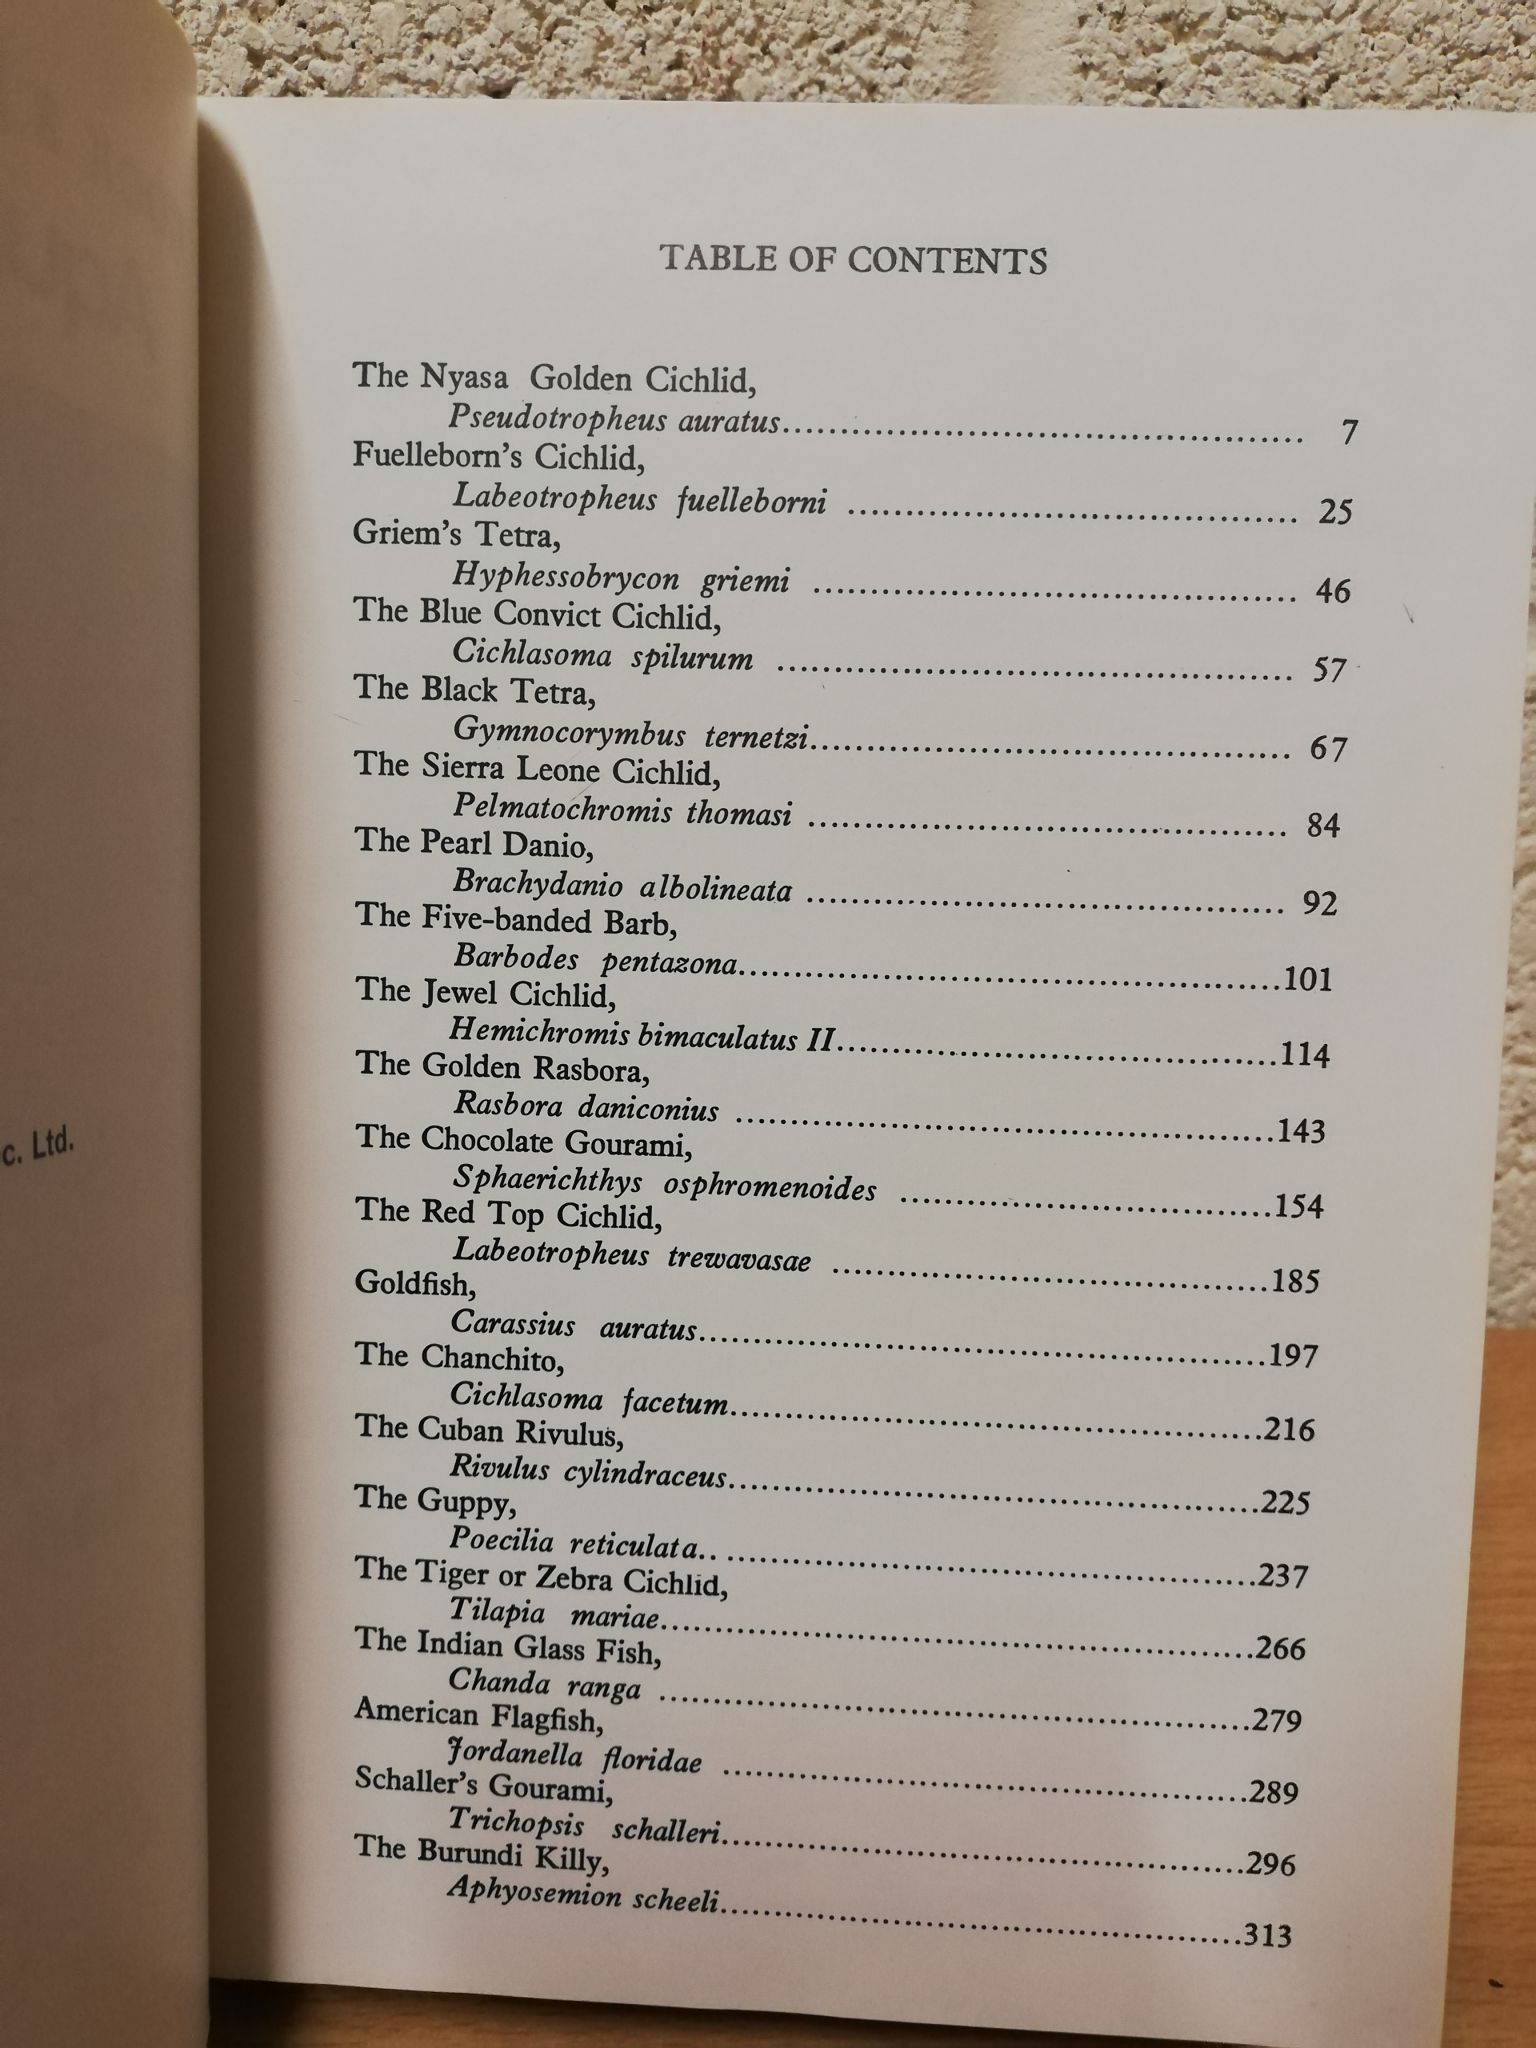 TABLE OF CONTENTS
The Nyasa Golden Cichlid,
Pseudotropheus auratus.................................................. 7
Fuelleborn's Cichlid,
Labeotropheus fuelleborni ........................................... 25
Griem's Tetra,
Hyphessobrycon griemi .............................................. 46
The Blue Convict Cichlid,
Cichlasoma spilurum ................................................. 57
The Black Tetra,
Gymnocorymbus ternetzi.............................................. 67
The Sierra Leone Cichlid,
Pelmatochromis thomasi .............................................. 84
The Pearl Danio,
Brachydanio albolineata .............................................. 92
The Five-banded Barb,
Barbodes pentazona....................................................101
The Jewel Cichlid,
Hemichromis bimaculatus II..........................................114
The Golden Rasbora,
Rasbora daniconius ....................................................143
The Chocolate Gourami,
Sphaerichthys osphromenoides ....................................154
The Red Top Cichlid,
Labeotropheus trewavasae ..........................................185
Goldfish,
Carassius auratus.......................................................197
The Chanchito,
Cichlasoma facetum....................................................216
The Cuban Rivulus,
Rivulus cylindraceus...................................................225
The Guppy,
Poecilia reticulata.. ...................................................237
The Tiger or Zebra Cichlid,
Tilapia mariae..........................................................266
The Indian Glass Fish,
Chanda ranga .........................................................279
American Flagfish,
Jordanella floridae ....................................................289
Schaller's Gourami,
Trichopsis schalleri....................................................296
The Burundi Killy,
Aphyosemion scheeli...................................................313
c. Ltd.